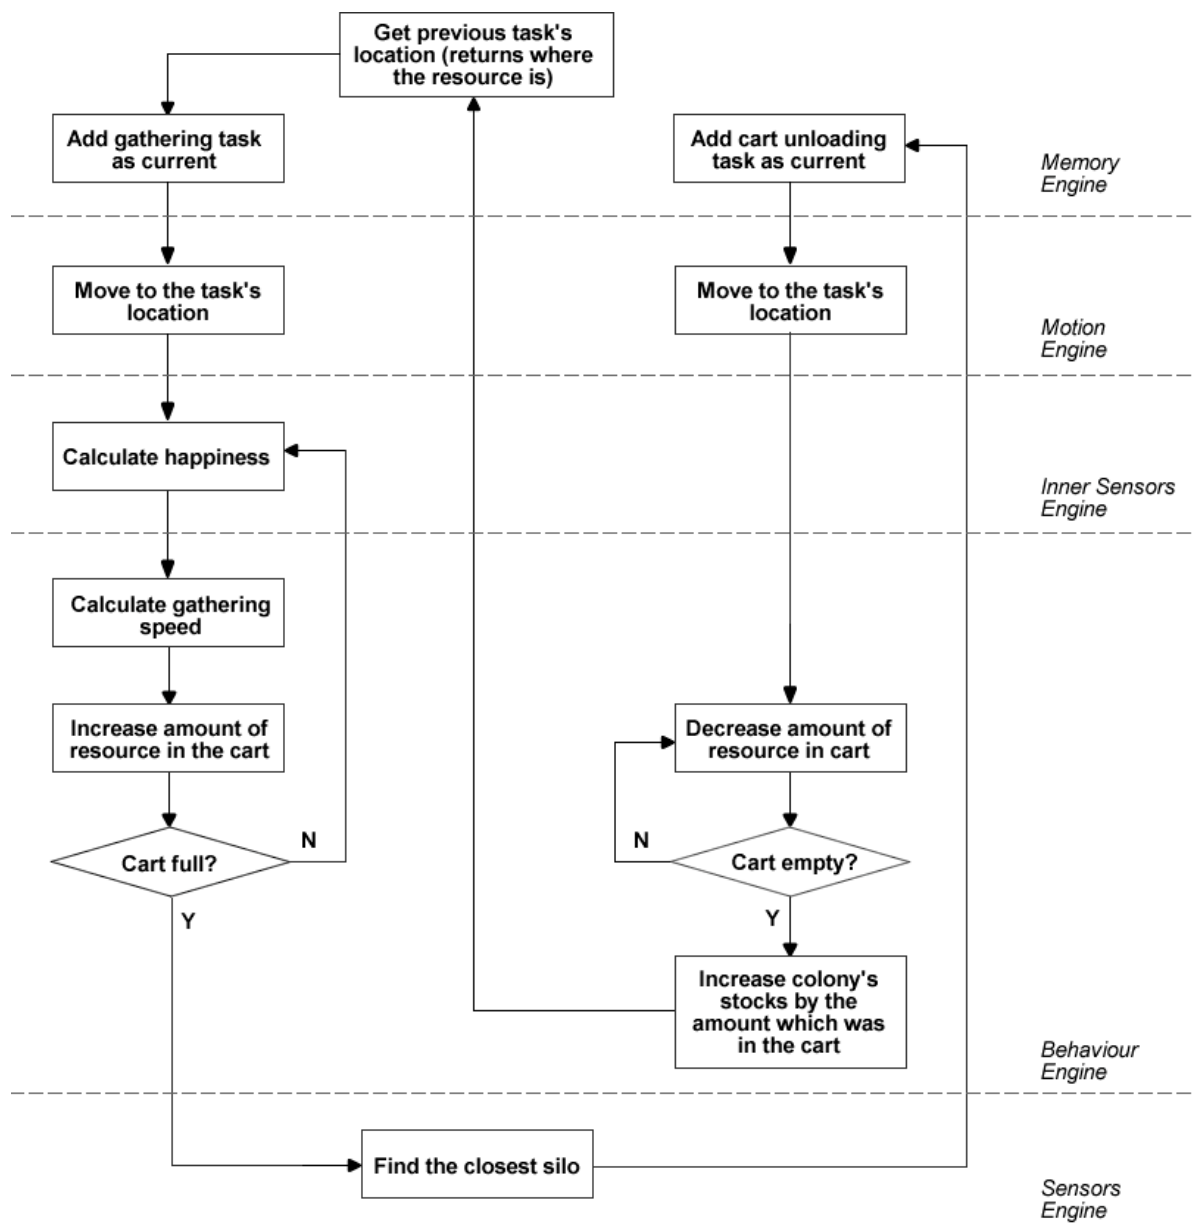 Get previous task's
location (returns where
the resource is)
Add gathering task
as current
Add cart unloading
task as current
Memory
Engine
Move to the task's
location
Move to the task's
location
Motion
Engine
Calculate happiness
Inner Sensors
Engine
Calculate gathering
speed
Increase amount of
resource in the cart
Decrease amount of
resource in cart
Cart full?
N
Y
N
Cart empty?
Y
Increase colony's
stocks by the
amount which was
in the cart
Behaviour
Engine
Find the closest silo
Sensors
Engine